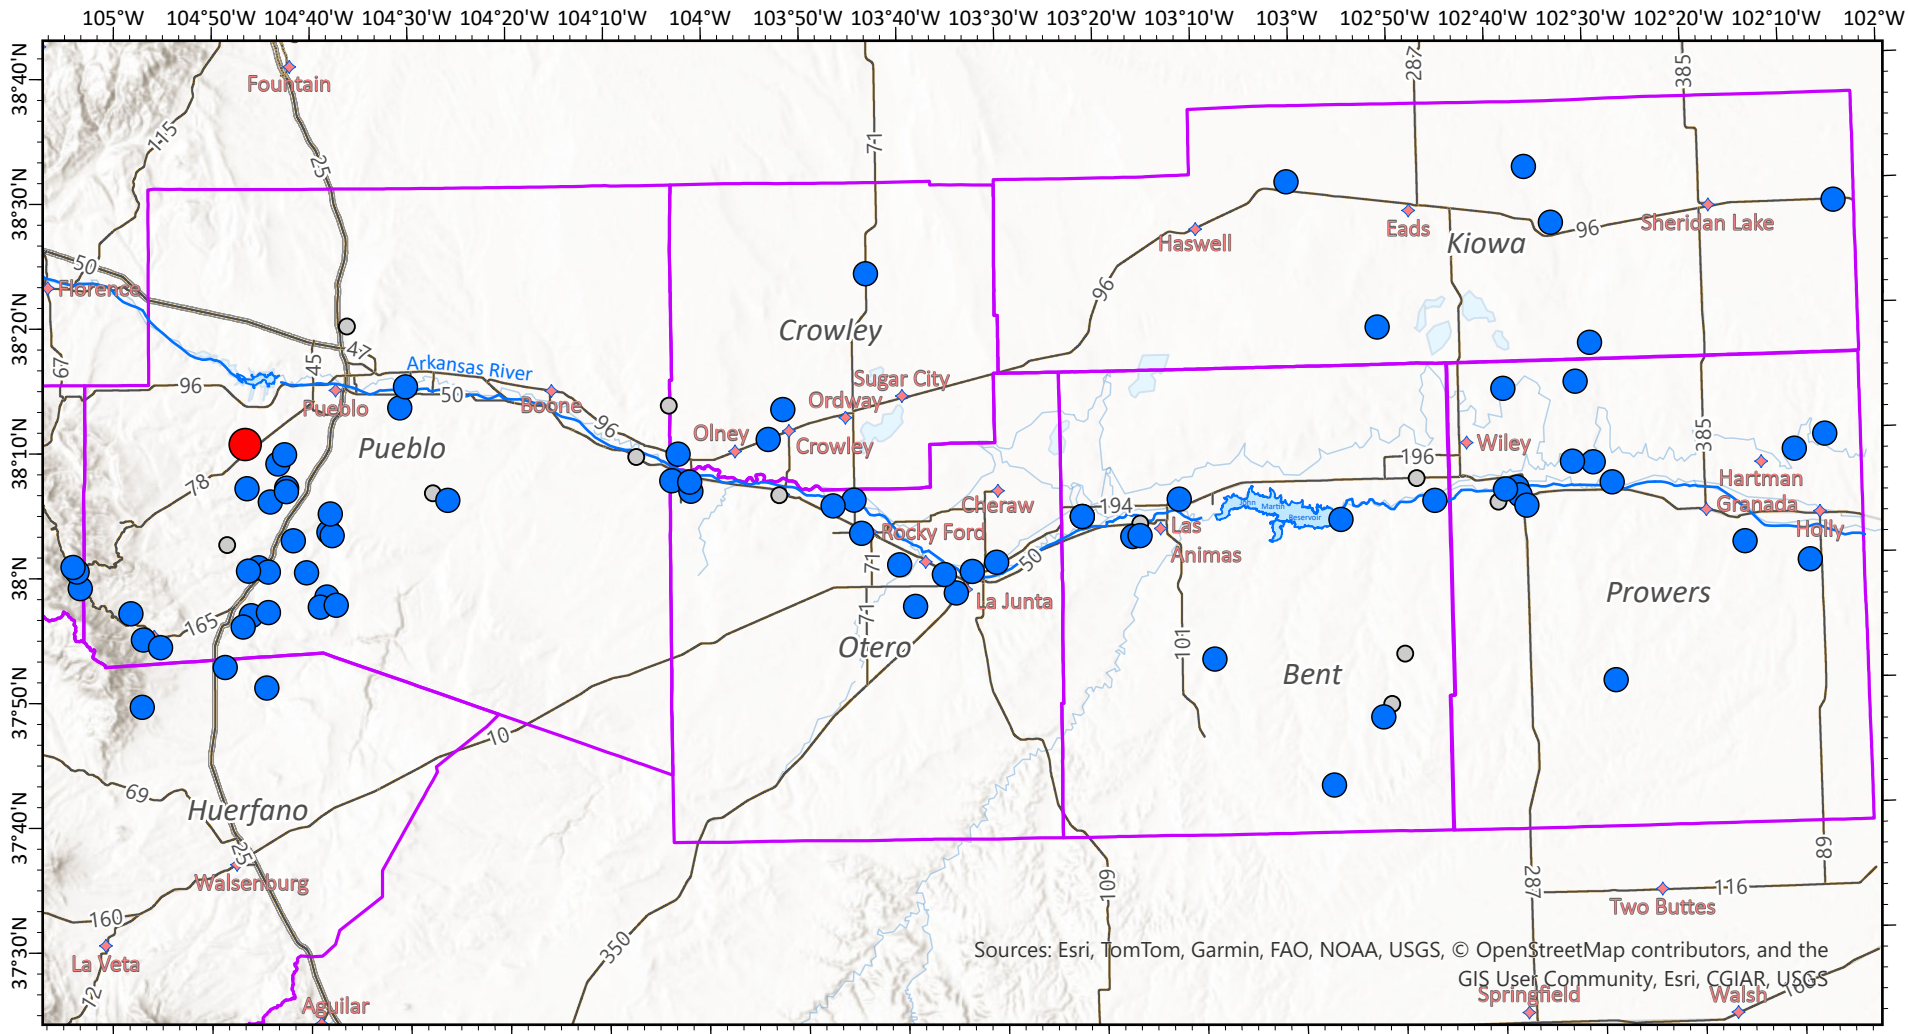 105°W 104°50'W 104°40'W 104°30'W 104°20'W 104°10'W 104°W 103°50'W 103°40'W 103°30'W 103°20'W 103°10'W 103°W 102°50'W 102°40'W 102°30'W 102°20'W 102°10'W 102°W
38°40'N
38°30'N
38°20'N
38°10'N
38°N
37°50'N
37°40'N
37°30'N
Fountain
115
25
71
287
385
Haswell
Eads
96
Sheridan Lake
Kiowa
50
Florence
96
Crowley
67
45
47
Arkansas River
96
50
Pueblo
Boone
96
Sugar City
Ordway
Olney
Crowley
Pueblo
385
Wiley
196
78
Hartman
Granada
Holly
Cheraw
194
Las
Animas
John
Martin
Reservoir
Rocky Ford
71
50
La Junta
71
165
101
Otero
Bent
Prowers
10
69
Huerfano
25
Walsenburg
160
La Veta
12
Aguilar
350
109
287
89
116
Two Buttes
Sources: Esri, TomTom, Garmin, FAO, NOAA, USGS, © OpenStreetMap contributors, and the
GIS User Community, Esri, CGIAR, USGS
Springfield
Walsh
160